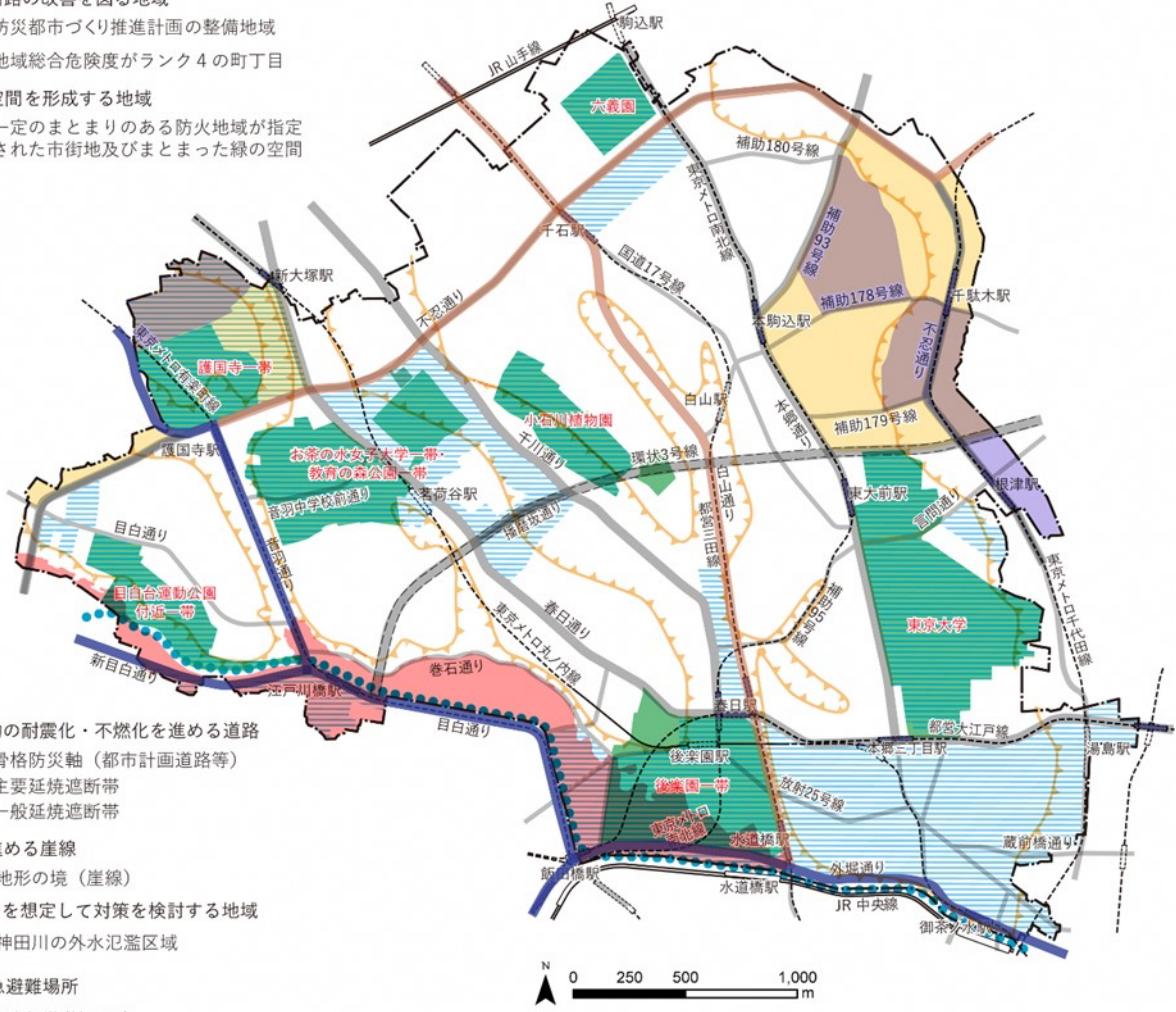 路の改善を図る地域
防災都市づくり推進計画の整備地域
地域総合危険度がランク4の町丁目
空間を形成する地域
一定のまとまりのある防火地域が指定
された市街地及びまとまった緑の空間
駒込駅
JR 山手線
六義園
補助180号線
東京メトロ南北線
千石駅
国道17号線
補助93号線
補助178号線
千駄木駅
本駒込駅
不忍通り
新大塚駅
不忍通り
東京メトロ有楽町線
護国寺一帯
護国寺駅
お茶の水女子大学一帯・
教育の森公園一帯
小石川植物園
千川通り
白山駅
本郷通り
補助179号線
環状3号線
白山通り
都営三田線
音羽中学校前通り
茗荷谷駅
播磨坂通り
東大前駅
言問通り
根津駅
東京メトロ千代田線
目白通り
音羽通り
目白台運動公園
付近一帯
春日通り
東京メトロ丸ノ内線
補助95号線
東京大学
新目白通り
江戸川橋駅
巻石通り
目白通り
春日駅
都営大江戸線
本郷三丁目駅
湯島駅
後楽園駅
後楽園一帯
放射25号線
東京メトロ
南北線
水道橋駅
蔵前橋通り
飯田橋駅
水道橋駅
外堀通り
JR 中央線
御茶ノ水駅
の耐震化・不燃化を進める道路
骨格防災軸（都市計画道路等）
主要延焼遮断帯
一般延焼遮断帯
める崖線
地形の境（崖線）
を想定して対策を検討する地域
神田川の外水氾濫区域
避難場所
N
0 250 500 1,000
m